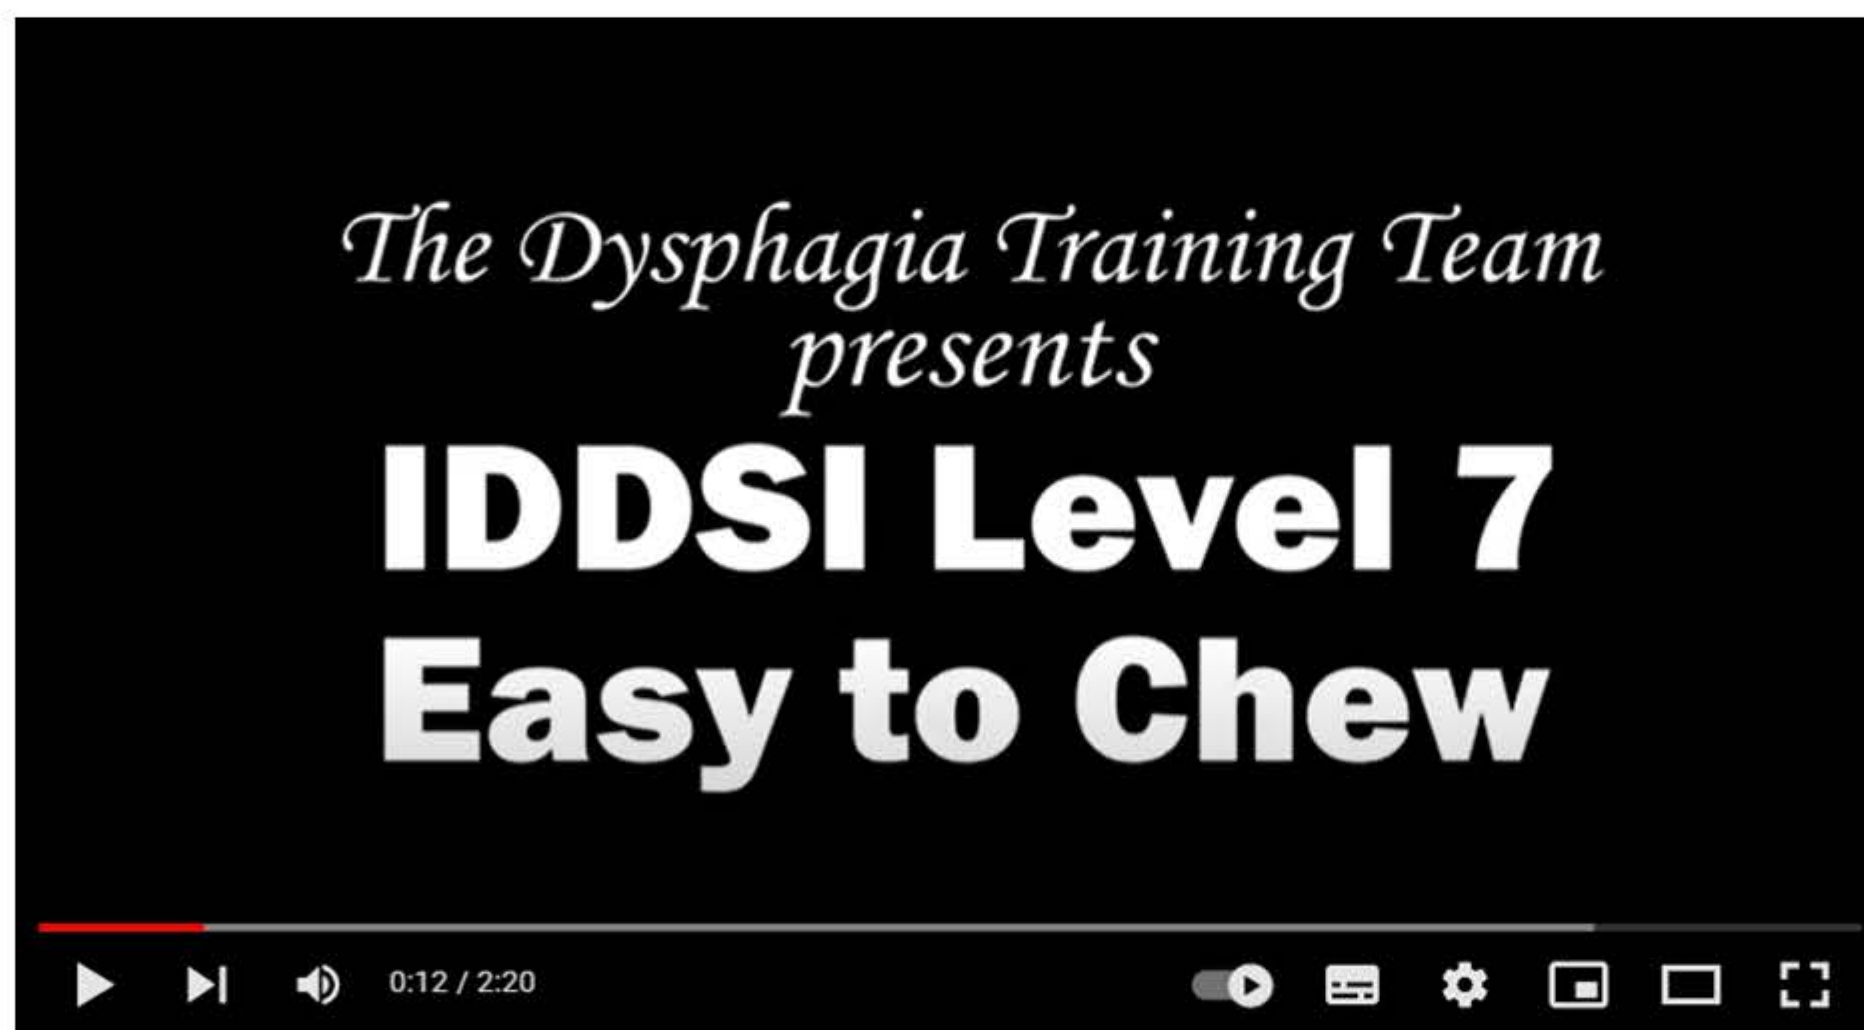 The Dysphagia Training Team
presents
IDDSI Level 7
Easy to Chew
0:12 / 2:20